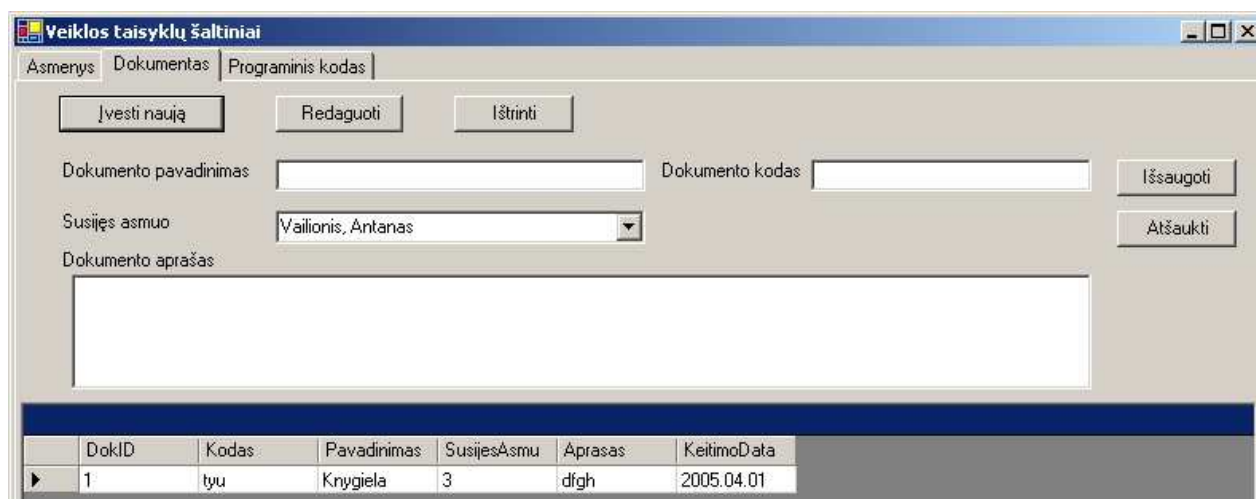 Veiklos taisyklų šaltiniai
Asmenys Dokumentas Programinis kodas
Įvesti naują Redaguoti Ištrinti
Dokumento pavadinimas Dokumento kodas Išsaugoti
Susijęs asmuo Vailionis, Antanas Atšaukti
Dokumento aprašas
DokID Kodas Pavadinimas SusijesAsmu Aprasas KeitimoData
1 tyu Knygiela 3 dfgh 2005.04.01